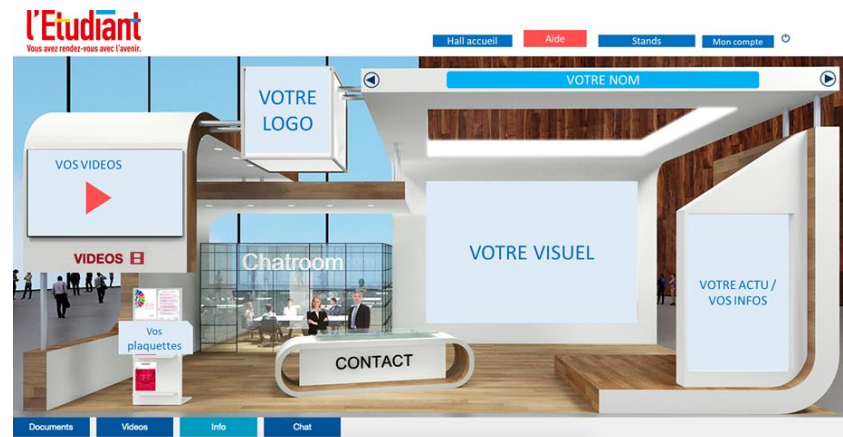 l'Etudiant
Vous avez rendez-vous avec l'avenir.
Hall accueil
Aide
Stands
Mon compte
VOTRE
LOGO
VOTRE NOM
VOS VIDEOS
VIDEOS
Chatroom
VOTRE VISUEL
VOTRE ACTU /
VOS INFOS
Vos
plaquettes
CONTACT
Documents
Videos
Info
Chat